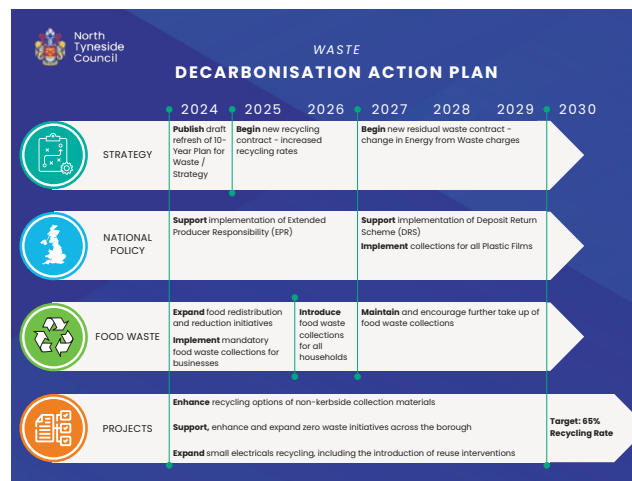 North
Tyneside
Council
WASTE
DECARBONISATION ACTION PLAN
2024 2025 2026 2027 2028 2029 2030
STRATEGY
Publish draft
refresh of 10-
Year Plan for
Waste /
Strategy
Begin new recycling
contract - increased
recycling rates
Begin new residual waste contract -
change in Energy from Waste charges
NATIONAL
POLICY
Support implementation of Extended
Producer Responsibility (EPR)
Support implementation of Deposit Return
Scheme (DRS)
Implement collections for all Plastic Films
FOOD WASTE
Expand food redistribution
and reduction initiatives
Implement mandatory
food waste collections for
businesses
Introduce
food waste
collections
for all
households
Maintain and encourage further take up of
food waste collections
PROJECTS
Enhance recycling options of non-kerbside collection materials
Support, enhance and expand zero waste initiatives across the borough
Expand small electricals recycling, including the introduction of reuse interventions
Target: 65%
Recycling Rate